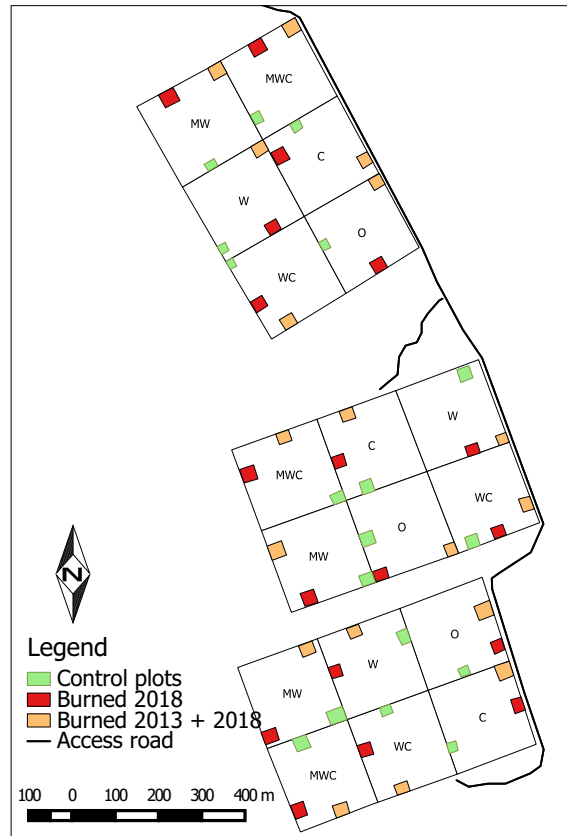 MWC
MW
C
W
O
WC
W
C
MWC
WC
O
MW
O
W
MW
C
WC
MWC
N
Legend
Control plots
Burned 2018
Burned 2013 + 2018
Access road
100 0 100 200 300 400 m